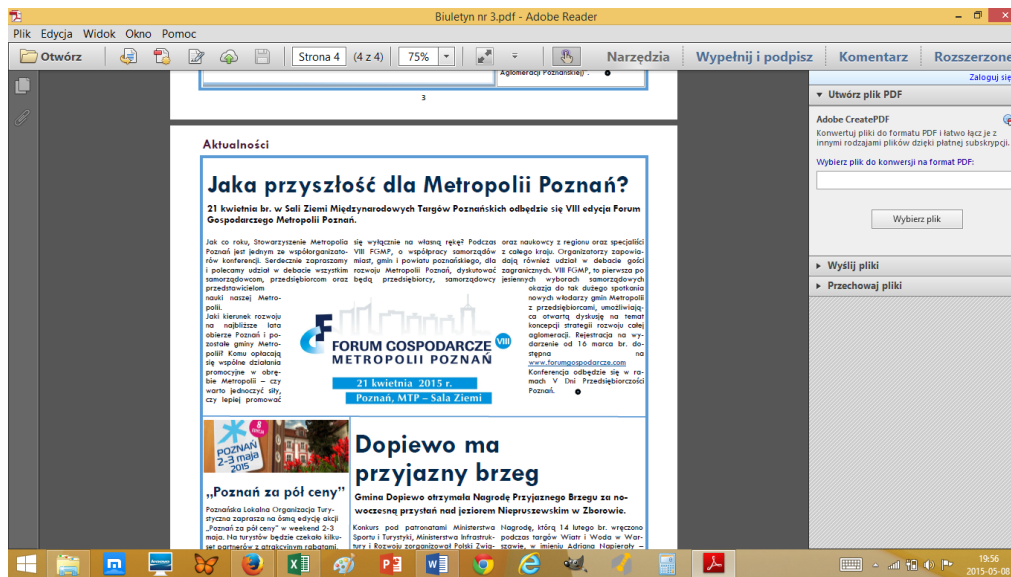 Biuletyn nr 3.pdf - Adobe Reader
Plik Edycja Widok Okno Pomoc
Otwórz
Strona 4 (4 z 4) 75%
Narzędzia Wypełnij i podpisz Komentarz Rozszerzone
Zaloguj się
Utwórz plik PDF
Adobe CreatePDF
Konwertuj pliki do formatu PDF i łatwo łącz je z
innymi rodzajami plików dzięki płatnej subskrypcji.
Wybierz plik do konwersji na format PDF:
Wybierz plik
Wyślij pliki
Przechowaj pliki
Aglomeracji Poznańskiej)".
3
Aktualności
Jaka przyszłość dla Metropolii Poznań?
21 kwietnia br. w Sali Ziemi Międzynarodowych Targów Poznańskich odbędzie się VIII edycja Forum
Gospodarczego Metropolii Poznań.
Jak co roku, Stowarzyszenie Metropolia
Poznań jest jednym ze współorganizato-
rów konferencji. Serdecznie zapraszamy
i polecamy udział w debacie wszystkim
samorządowcom, przedsiębiorcom oraz
przedstawicielom
nauki naszej Metro-
polii.
Jaki kierunek rozwoju
na najbliższe lata
obierze Poznań i po-
zostałe gminy Metro-
polii? Komu opłacają
się wspólne działania
promocyjne w obrę-
bie Metropolii – czy
warto jednoczyć siły,
czy lepiej promować
się wyłącznie na własną rękę? Podczas
VIII FGMP, o współpracy samorządów
miast, gmin i powiatu poznańskiego, dla
rozwoju Metropolii Poznań, dyskutować
będą przedsiębiorcy, samorządowcy
oraz naukowcy z regionu oraz specjaliści
z całego kraju. Organizatorzy zapowia-
dają również udział w debacie gości
zagranicznych. VIII FGMP, to pierwsza po
jesiennych wyborach samorządowych
okazja do tak dużego spotkania
nowych włodarzy gmin Metropolii
z przedsiębiorcami, umożliwiają-
ca otwartą dyskusję na temat
koncepcji strategii rozwoju całej
aglomeracji. Rejestracja na wy-
darzenie od 16 marca br. do-
stępna na
www.forumgospodarcze.com
Konferencja odbędzie się w ra-
mach V Dni Przedsiębiorczości
Poznań.
FORUM GOSPODARCZE VIII
METROPOLII POZNAŃ
21 kwietnia 2015 r.
Poznań, MTP – Sala Ziemi
8 edycja
POZNAŃ
2-3 maja
2015
„Poznań za pół ceny”
Poznańska Lokalna Organizacja Tury-
styczna zaprasza na ósmą edycję akcji
„Poznań za pół ceny” w weekend 2-3
maja. Na turystów będzie czekało kilku-
set partnerów z atrakcyjnym rabatami.
Dopiewo ma
przyjazny brzeg
Gmina Dopiewo otrzymała Nagrodę Przyjaznego Brzegu za no-
woczesną przystań nad jeziorem Niepruszewskim w Zborowie.
Konkurs pod patronatami Ministerstwa
Sportu i Turystyki, Ministerstwa Infrastruk-
tury i Rozwoju zorganizował Polski Zwią-
Nagrodę, którą 14 lutego br. wręczono
podczas targów Wiatr i Woda w War-
szawie, w imieniu Adriana Napierały –
19:56
2015-05-08